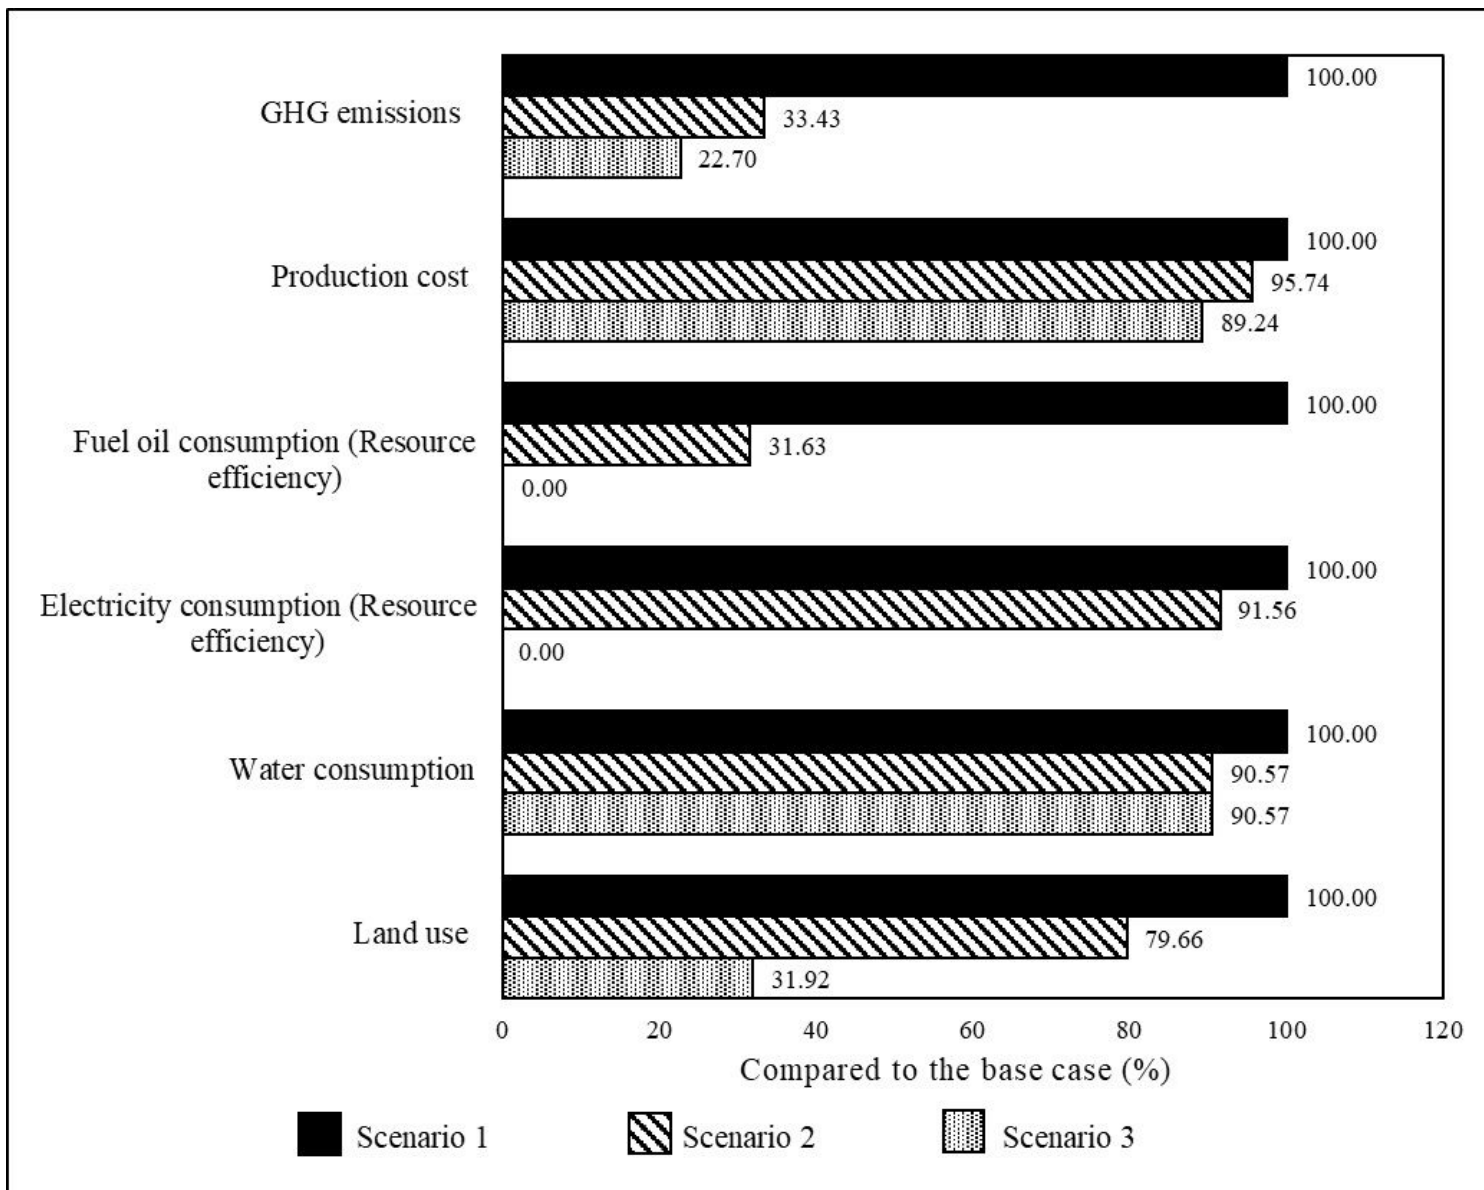 100.00
GHG emissions
33.43
22.70
100.00
Production cost
95.74
89.24
100.00
Fuel oil consumption (Resource
efficiency)
31.63
0.00
100.00
Electricity consumption (Resource
efficiency)
91.56
0.00
100.00
Water consumption
90.57
90.57
100.00
Land use
79.66
31.92
0 20 40 60 80 100 120
Compared to the base case (%)
Scenario 1 Scenario 2 Scenario 3